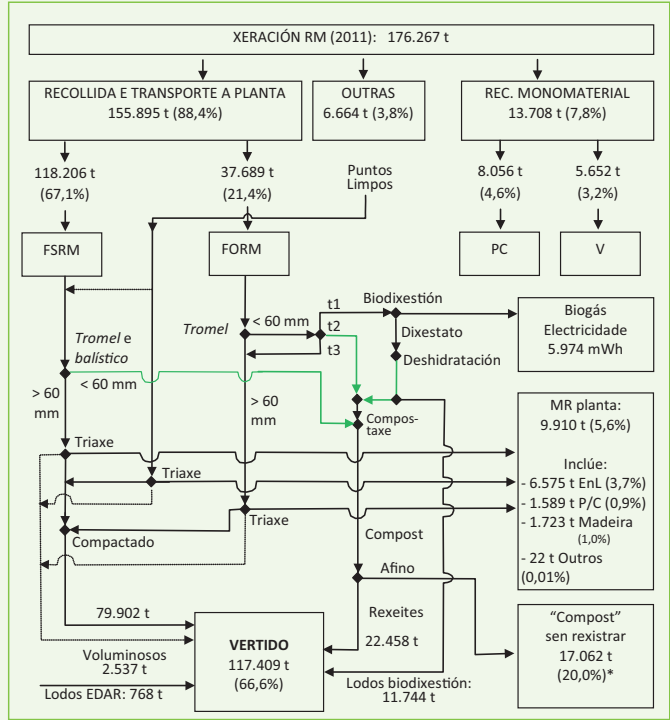 XERACIÓN RM (2011): 176.267 t
RECOLLIDA E TRANSPORTE A PLANTA
155.895 t (88,4%)
OUTRAS
6.664 t (3,8%)
REC. MONOMATERIAL
13.708 t (7,8%)
118.206 t
(67,1%)
37.689 t
(21,4%)
Puntos
Limpos
8.056 t
(4,6%)
5.652 t
(3,2%)
FSRM
FORM
PC
V
Tromel e
balístico
> 60
mm
< 60 mm
Tromel
< 60 mm
> 60
mm
t1
t2
t3
Biodixestión
Dixestato
Deshidratación
Biogás
Electricidade
5.974 mWh
Compos-
taxe
MR planta:
9.910 t (5,6%)
Inclúe:
- 6.575 t EnL (3,7%)
- 1.589 t P/C (0,9%)
- 1.723 t Madeira
(1,0%)
- 22 t Outros
(0,01%)
Triaxe
Triaxe
Triaxe
Compactado
Compost
Afino
79.902 t
Voluminosos
2.537 t
Lodos EDAR: 768 t
VERTIDO
117.409 t
(66,6%)
Rexeites
22.458 t
Lodos biodixestión:
11.744 t
“Compost”
sen rexistrar
17.062 t
(20,0%)*